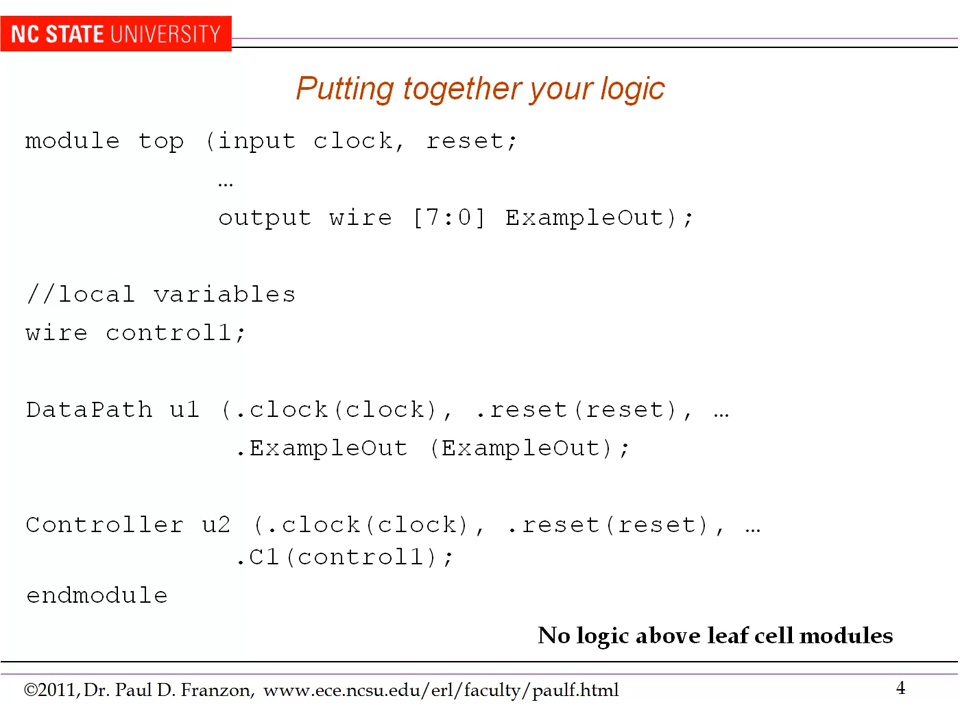 NC STATE UNIVERSITY
Putting together your logic
module top (input clock, reset;
…
output wire [7:0] ExampleOut);
//local variables
wire control1;
DataPath u1 (.clock(clock), .reset(reset), …
.ExampleOut (ExampleOut);
Controller u2 (.clock(clock), .reset(reset), …
.C1(control1);
endmodule
No logic above leaf cell modules
©2011, Dr. Paul D. Franzon, www.ece.ncsu.edu/erl/faculty/paulf.html
4